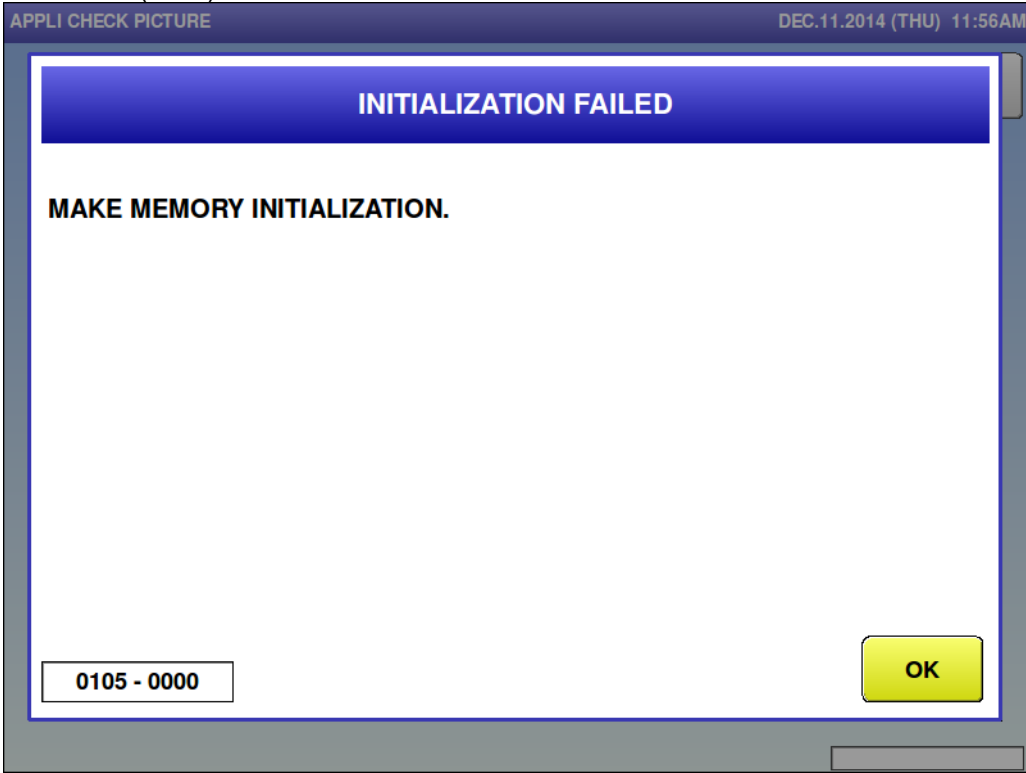 APPLI CHECK PICTURE DEC.11.2014 (THU) 11:56AM
INITIALIZATION FAILED
MAKE MEMORY INITIALIZATION.
0105 - 0000
OK